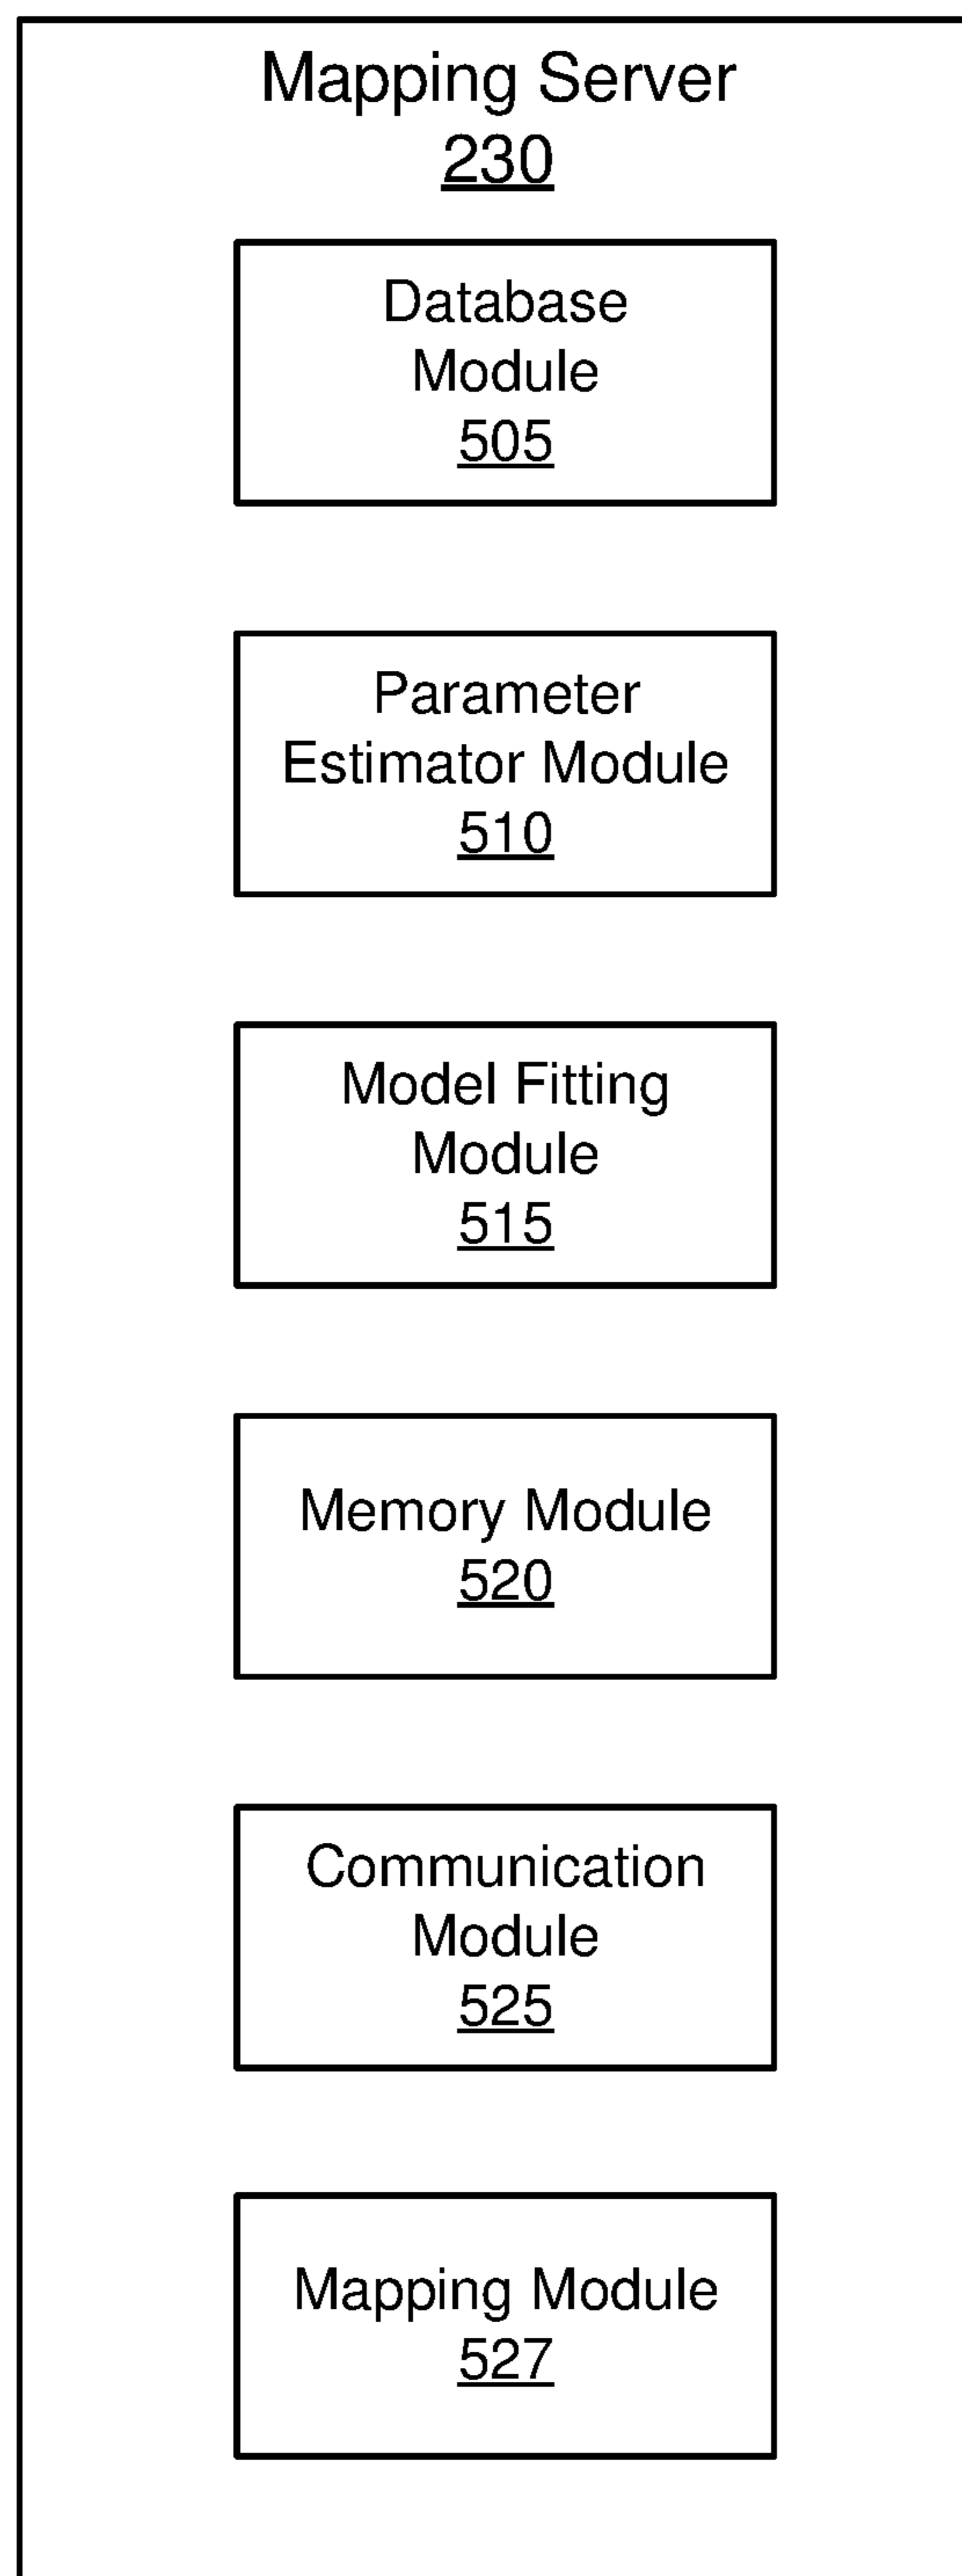 Mapping Server
230
Database
Module
505
Parameter
Estimator Module
510
Model Fitting
Module
515
Memory Module
520
Communication
Module
525
Mapping Module
527